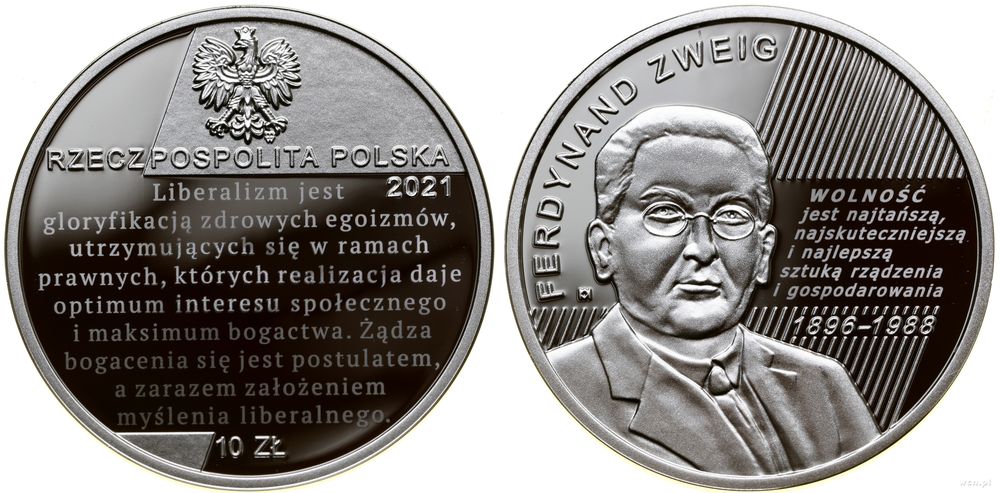 RZECZPOSPOLITA POLSKA
2021
Liberalizm jest
gloryfikacją zdrowych egoizmów,
utrzymujących się w ramach
prawnych, których realizacja daje
optimum interesu społecznego
i maksimum bogactwa. Żądza
bogacenia się jest postulatem,
a zarazem założeniem
myślenia liberalnego.
10 ZŁ
FERDYNAND ZWEIG
WOLNOŚĆ
jest najtańszą,
najskuteczniejszą
i najlepszą
sztuką rządzenia
i gospodarowania
1896–1988
wcn.pl